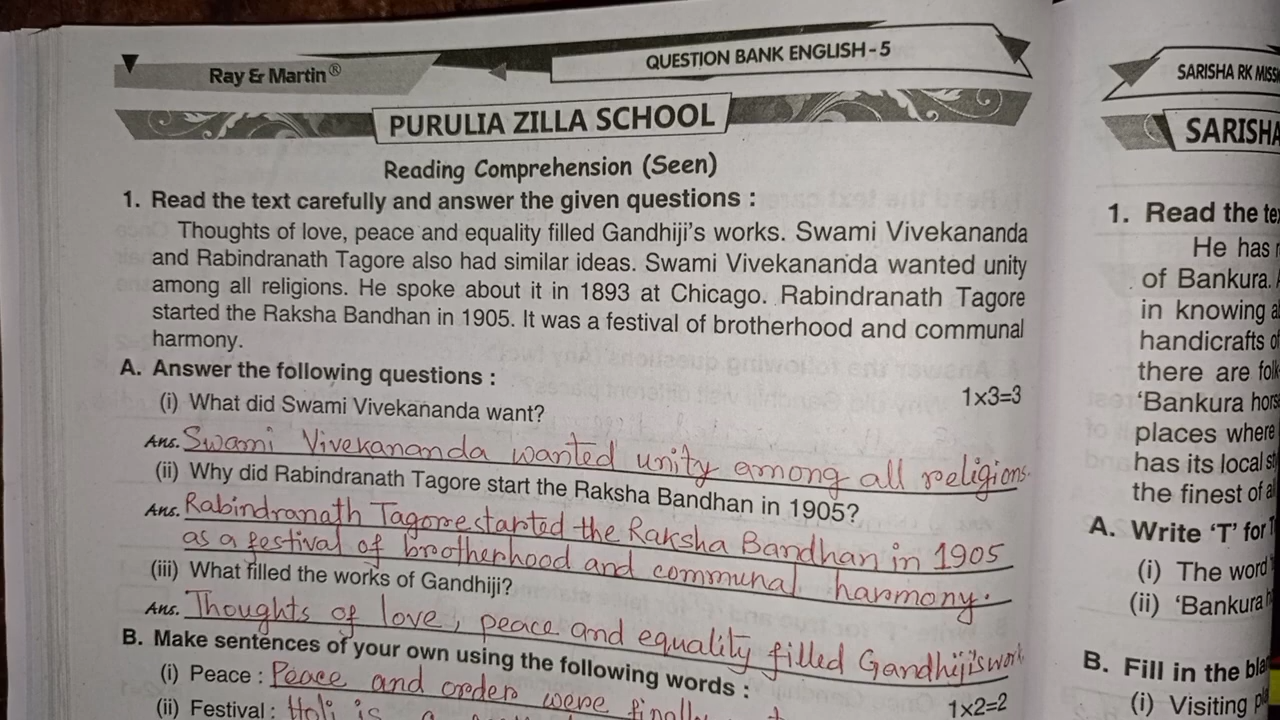 Ray & Martin®
QUESTION BANK ENGLISH - 5
PURULIA ZILLA SCHOOL
Reading Comprehension (Seen)
1. Read the text carefully and answer the given questions :
Thoughts of love, peace and equality filled Gandhiji's works. Swami Vivekananda
and Rabindranath Tagore also had similar ideas. Swami Vivekananda wanted unity
among all religions. He spoke about it in 1893 at Chicago. Rabindranath Tagore
started the Raksha Bandhan in 1905. It was a festival of brotherhood and communal
harmony.
A. Answer the following questions : 1×3=3
(i) What did Swami Vivekananda want?
Ans. Swami Vivekananda wanted unity among all religions.
(ii) Why did Rabindranath Tagore start the Raksha Bandhan in 1905?
Ans. Rabindranath Tagore started the Raksha Bandhan in 1905
as a festival of brotherhood and communal harmony.
(iii) What filled the works of Gandhiji?
Ans. Thoughts of love, peace and equality filled Gandhiji's work
B. Make sentences of your own using the following words : 1×2=2
(i) Peace : Peace and order were finally
(ii) Festival : Holi is a
SARISHA RK
SARISHA
1. Read the
He has
of Bankura.
in knowing
handicrafts
there are
'Bankura
places where
has its local
the finest of
A. Write 'T' for
(i) The word
(ii) 'Bankura
B. Fill in the
(i) Visiting